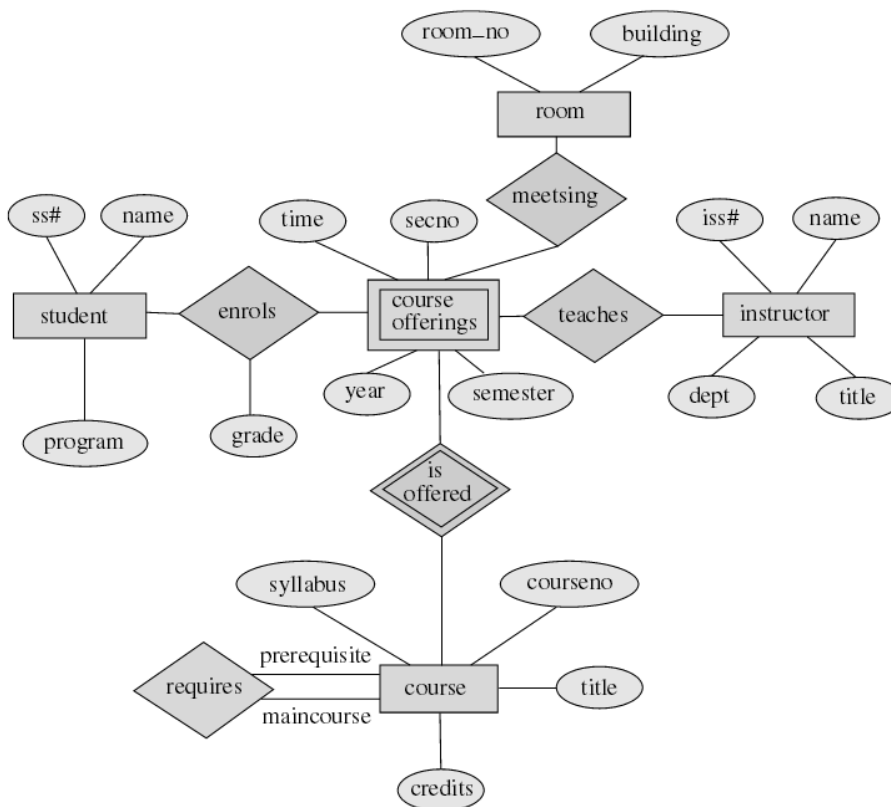 room_no
building
room
meetsing
ss#
name
time
secno
iss#
name
student
enrols
course
offerings
teaches
instructor
year
semester
dept
title
program
grade
is
offered
syllabus
courseno
prerequisite
requires
course
title
maincourse
credits